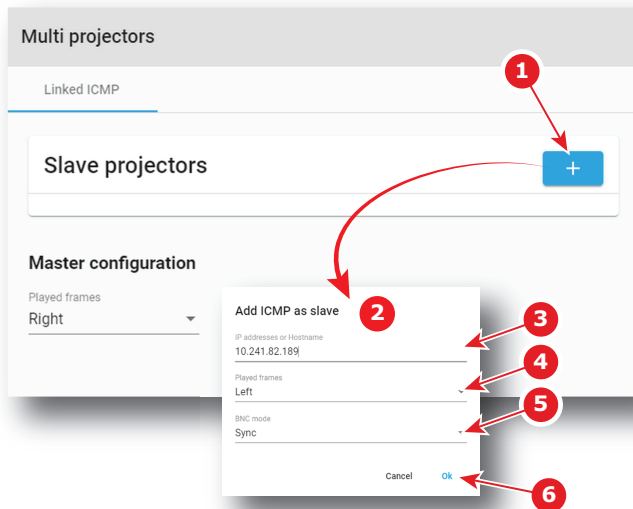 Multi projectors
Linked ICMP
1
Slave projectors
+
Master configuration
Played frames
Right
Add ICMP as slave
2
IP addresses or Hostname
10.241.82.189
3
Played frames
Left
4
BNC mode
Sync
5
Cancel Ok
6